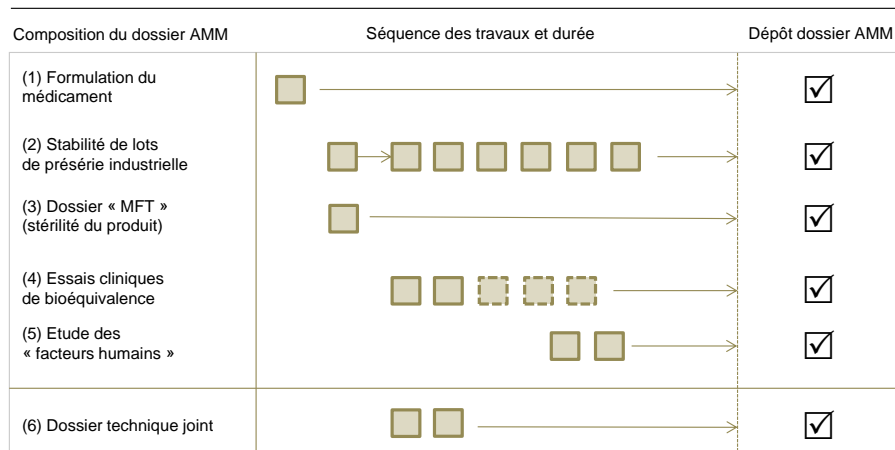 Composition du dossier AMM
Séquence des travaux et durée
Dépôt dossier AMM
(1) Formulation du
médicament
(2) Stabilité de lots
de présérie industrielle
(3) Dossier « MFT »
(stérilité du produit)
(4) Essais cliniques
de bioéquivalence
(5) Etude des
« facteurs humains »
(6) Dossier technique joint